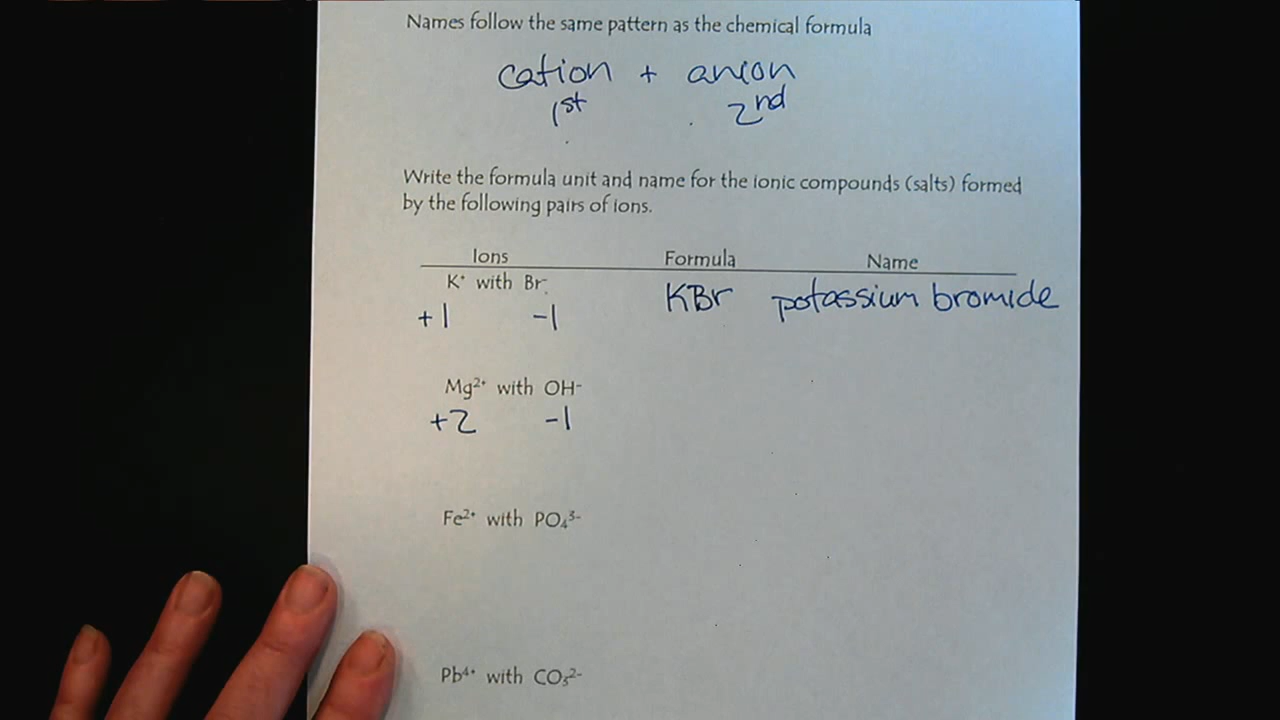 Names follow the same pattern as the chemical formula
cation + anion
1st 2nd
Write the formula unit and name for the ionic compounds (salts) formed
by the following pairs of ions.
Ions Formula Name
K⁺ with Br⁻ KBr potassium bromide
+1 -1
Mg²⁺ with OH⁻
+2 -1
Fe²⁺ with PO₄³⁻
Pb⁴⁺ with CO₃²⁻